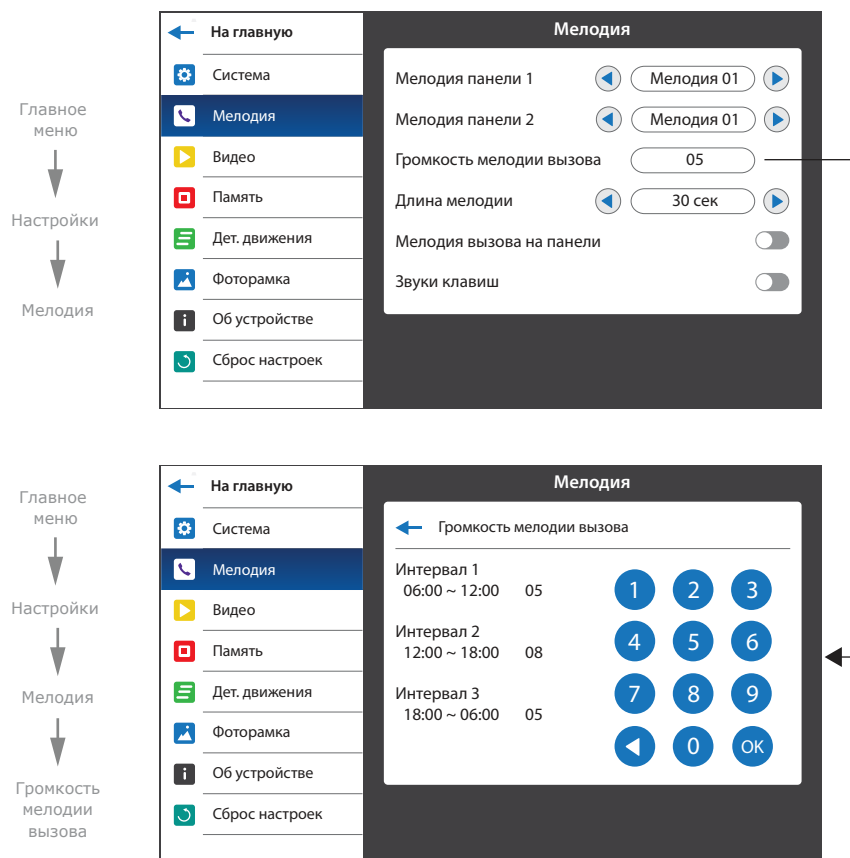 Главное
меню
Настройки
Мелодия
На главную
Система
Мелодия
Видео
Память
Дет. движения
Фоторамка
Об устройстве
Сброс настроек
Мелодия
Мелодия панели 1 Мелодия 01
Мелодия панели 2 Мелодия 01
Громкость мелодии вызова 05
Длина мелодии 30 сек
Мелодия вызова на панели
Звуки клавиш
Главное
меню
Настройки
Мелодия
Громкость
мелодии
вызова
На главную
Система
Мелодия
Видео
Память
Дет. движения
Фоторамка
Об устройстве
Сброс настроек
Мелодия
Громкость мелодии вызова
Интервал 1
06:00 ~ 12:00 05
Интервал 2
12:00 ~ 18:00 08
Интервал 3
18:00 ~ 06:00 05
1 2 3
4 5 6
7 8 9
0 OK